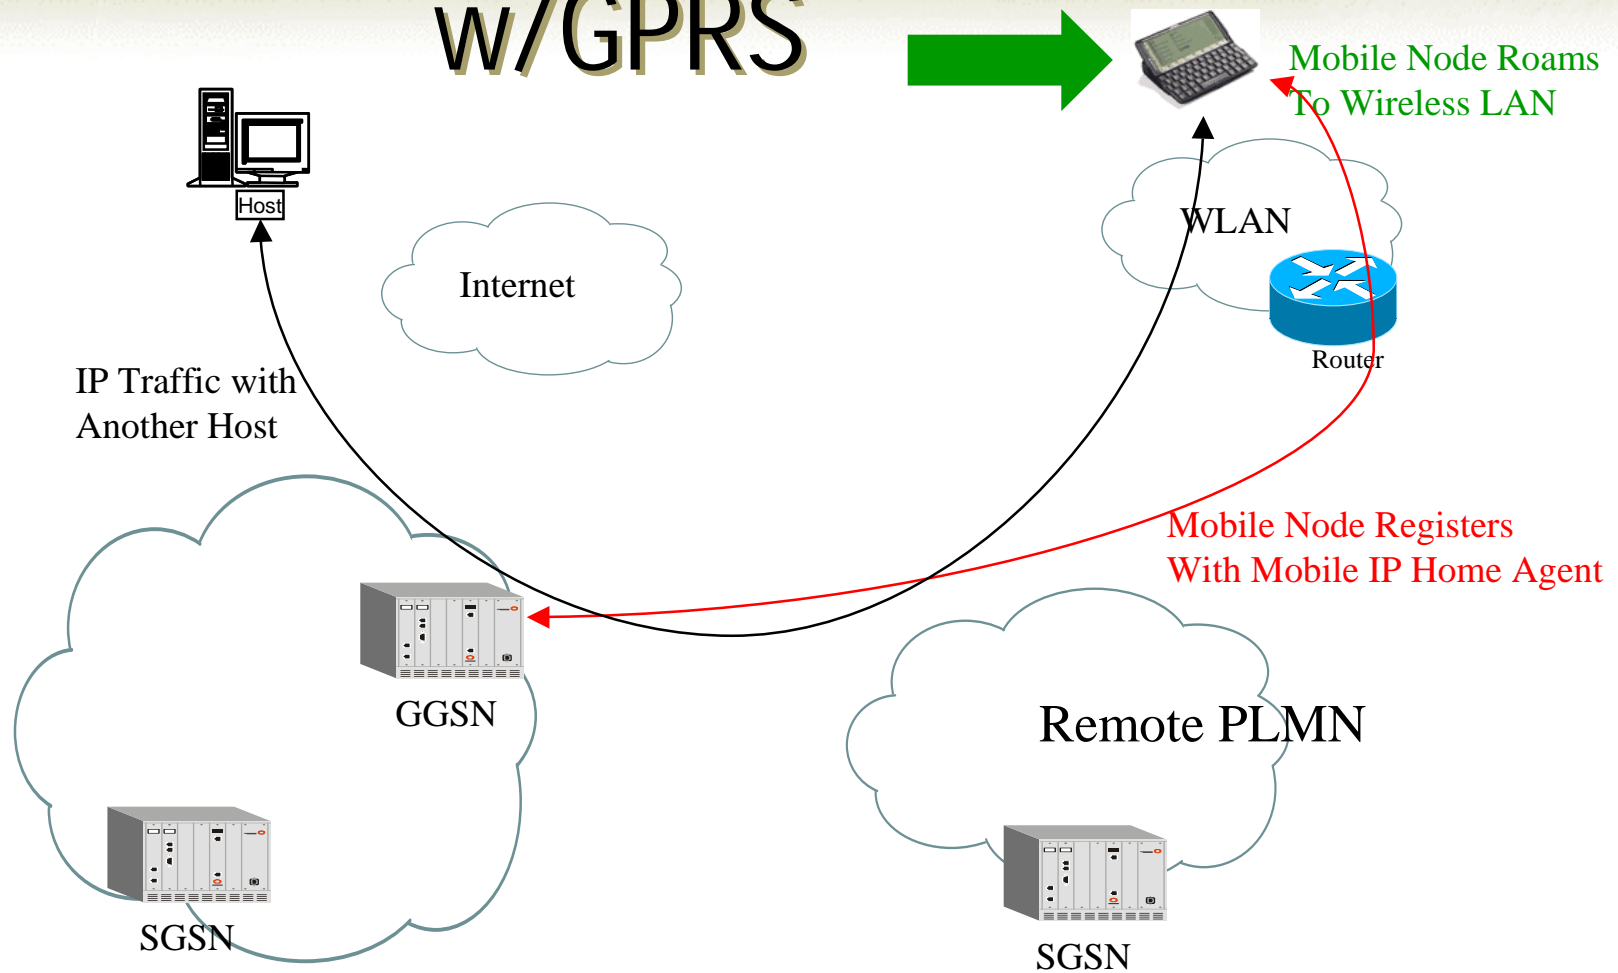 w/GPRS
Mobile Node Roams
To Wireless LAN
Host
WLAN
Internet
Router
IP Traffic with
Another Host
Mobile Node Registers
With Mobile IP Home Agent
GGSN
Remote PLMN
SGSN
SGSN